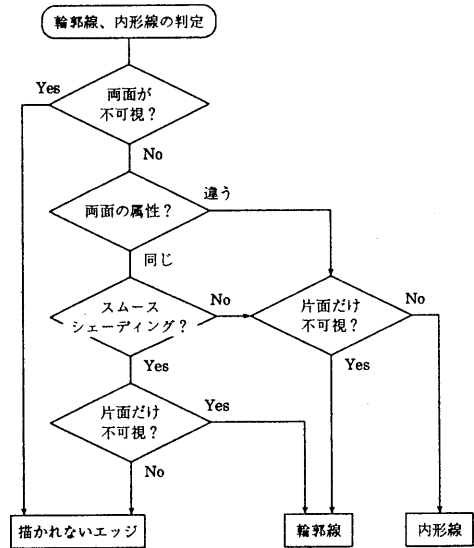 輪郭線、内形線の判定
Yes
両面が
不可視?
No
両面の属性?
違う
同じ
スムース
シェーディング?
No
片面だけ
不可視?
No
Yes
Yes
片面だけ
不可視?
Yes
No
描かれないエッジ
輪郭線
内形線